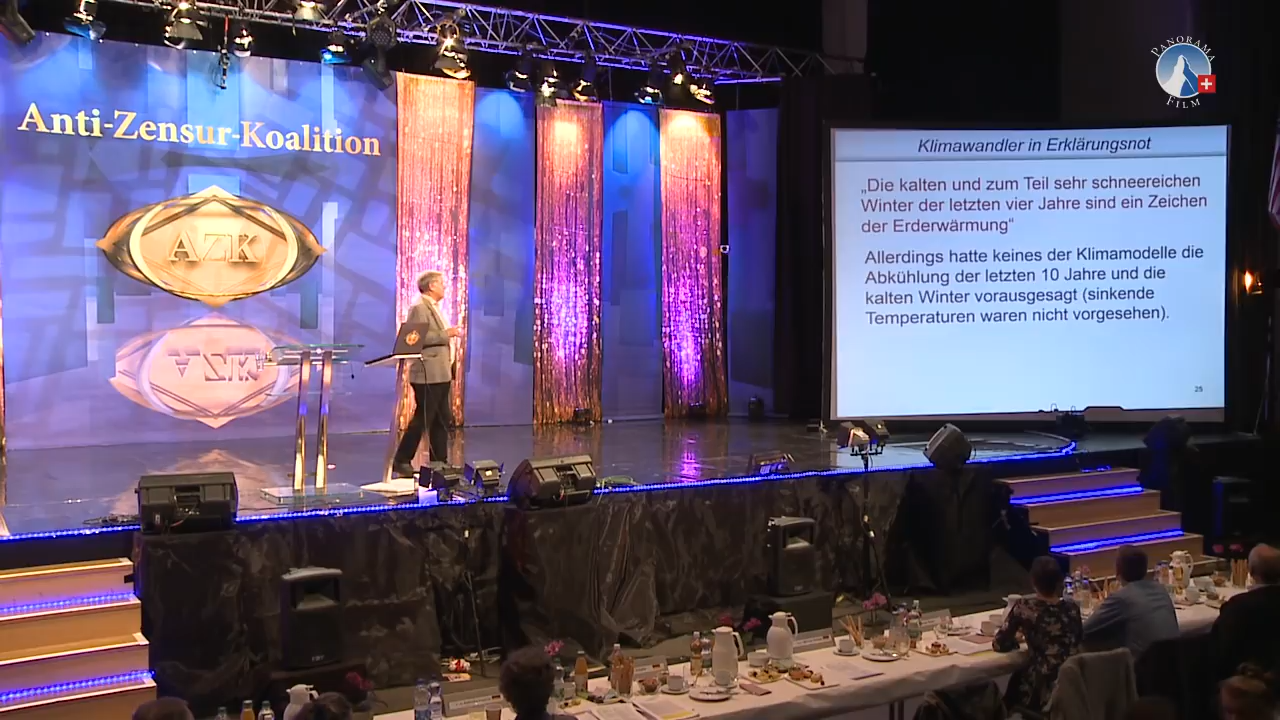 PANORAMA
FILM
Anti-Zensur-Koalition
AZK
Klimawandler in Erklärungsnot
„Die kalten und zum Teil sehr schneereichen
Winter der letzten vier Jahre sind ein Zeichen
der Erderwärmung“
Allerdings hatte keines der Klimamodelle die
Abkühlung der letzten 10 Jahre und die
kalten Winter vorausgesagt (sinkende
Temperaturen waren nicht vorgesehen).
29